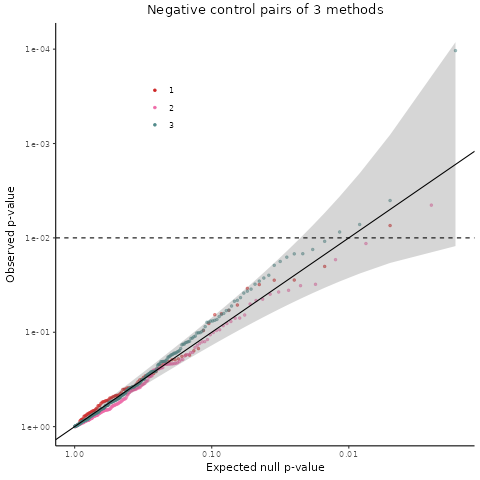 Negative control pairs of 3 methods
1e-04
1e-03
1e-02
1e-01
1e+00
1
2
3
Observed p-value
1.00
0.10
0.01
Expected null p-value